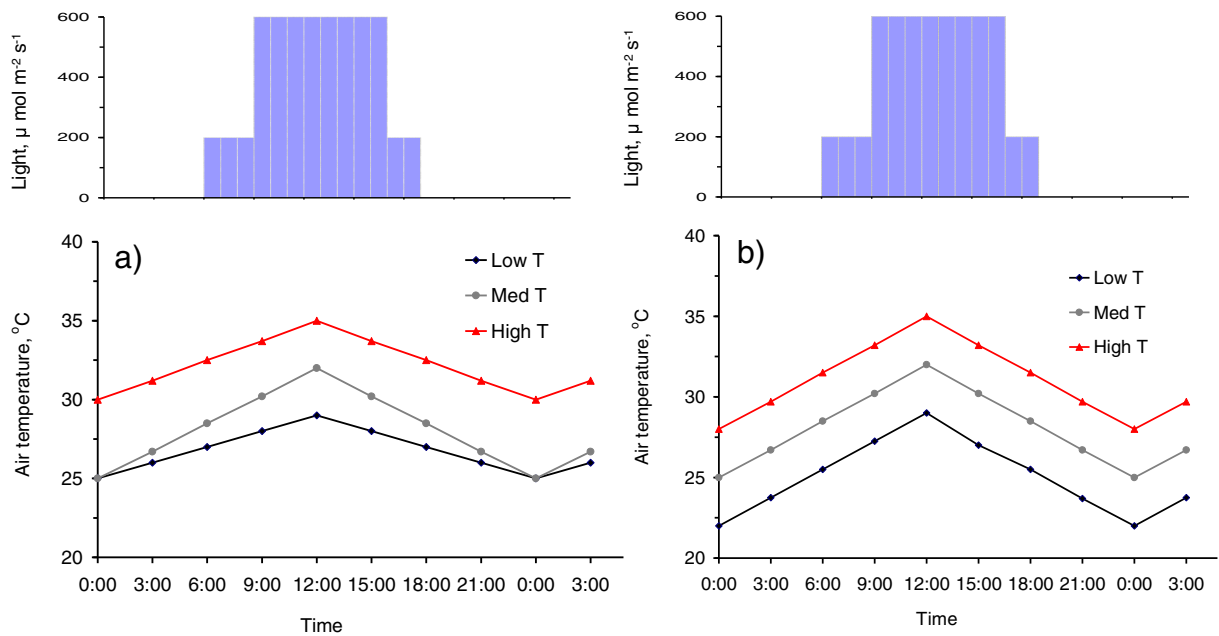 Light, µ mol m-2 s-1
600
400
200
0
Light, µ mol m-2 s-1
600
400
200
0
a)
Air temperature, oC
40
35
30
25
20
Low T
Med T
High T
0:00 3:00 6:00 9:00 12:00 15:00 18:00 21:00 0:00 3:00
Time
b)
Air temperature, oC
40
35
30
25
20
Low T
Med T
High T
0:00 3:00 6:00 9:00 12:00 15:00 18:00 21:00 0:00 3:00
Time